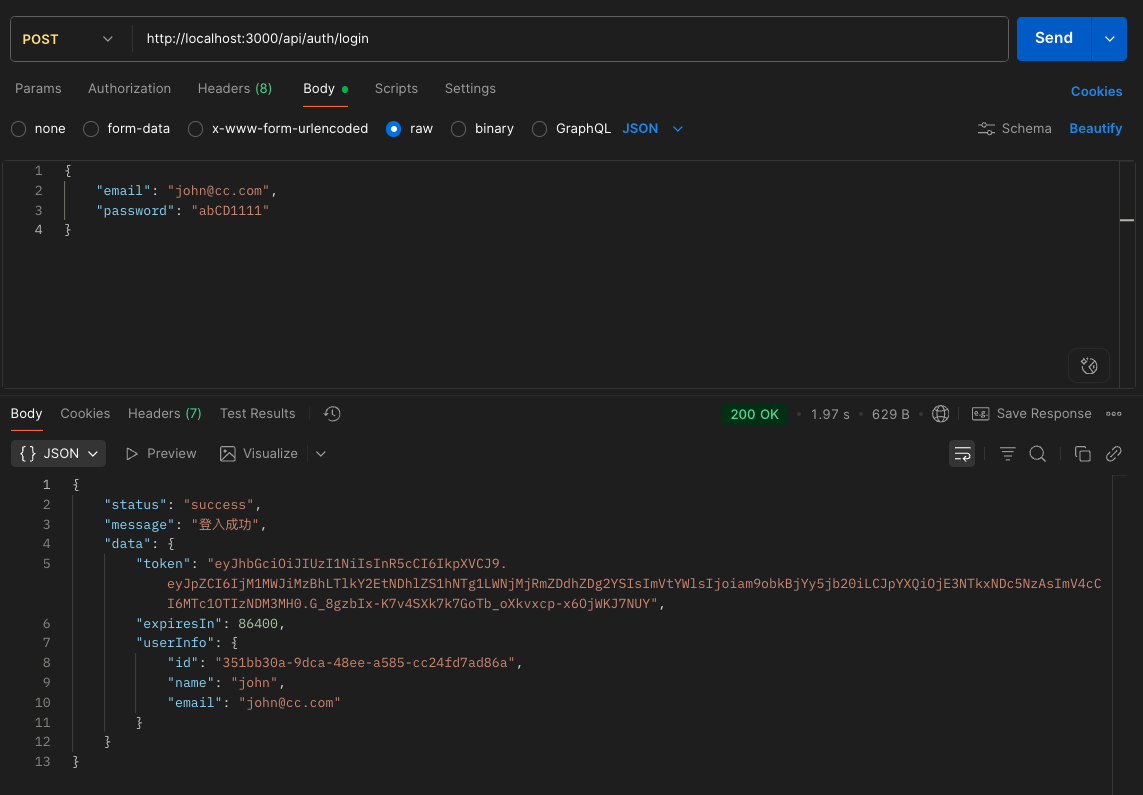 POST
http://localhost:3000/api/auth/login
Send
Params Authorization Headers (8) Body Scripts Settings
Cookies
none form-data x-www-form-urlencoded raw binary GraphQL JSON
Schema Beautify
1 {
2 "email": "john@cc.com",
3 "password": "abCD1111"
4 }
Body Cookies Headers (7) Test Results
200 OK • 1.97 s • 629 B
e.g. Save Response
{} JSON Preview Visualize
1 {
2 "status": "success",
3 "message": "登入成功",
4 "data": {
5 "token": "eyJhbGciOiJIUzI1NiIsInR5cCI6IkpXVCJ9.
eyJpZCI6IjM1MWJiMzBhLTlkY2EtNDhlZS1hNTg1LWNjMjRmZDdhZDg2YSIsImVtYWlsIjoiam9obkBjYy5jb20iLCJpYXQiOjE3NTkxNDc5NzAsImV4cC
I6MTc1OTIzNDM3MH0.G_8gzbIx-K7v4SXk7k7GoTb_oXkvxcp-x6OjWKJ7NUY",
6 "expiresIn": 86400,
7 "userInfo": {
8 "id": "351bb30a-9dca-48ee-a585-cc24fd7ad86a",
9 "name": "john",
10 "email": "john@cc.com"
11 }
12 }
13 }